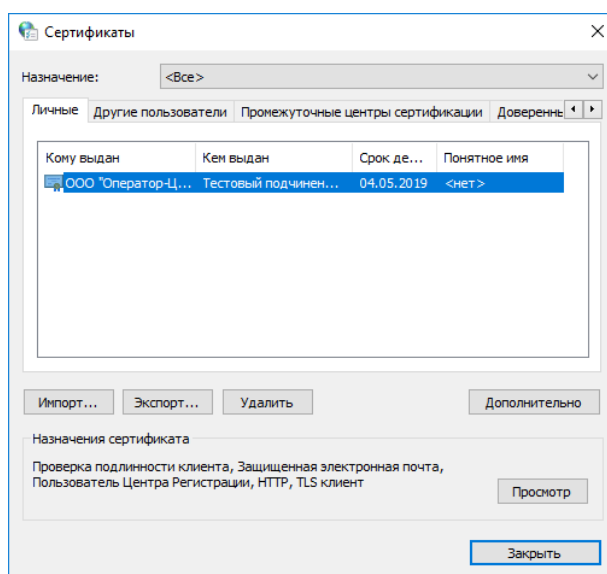 Сертификаты
Назначение: <Все>
Личные Другие пользователи Промежуточные центры сертификации Доверенн
Кому выдан Кем выдан Срок де... Понятное имя
ООО "Оператор-Ц... Тестовый подчинен... 04.05.2019 <нет>
Импорт... Экспорт... Удалить Дополнительно
Назначения сертификата
Проверка подлинности клиента, Защищенная электронная почта,
Пользователь Центра Регистрации, HTTP, TLS клиент
Просмотр
Закрыть